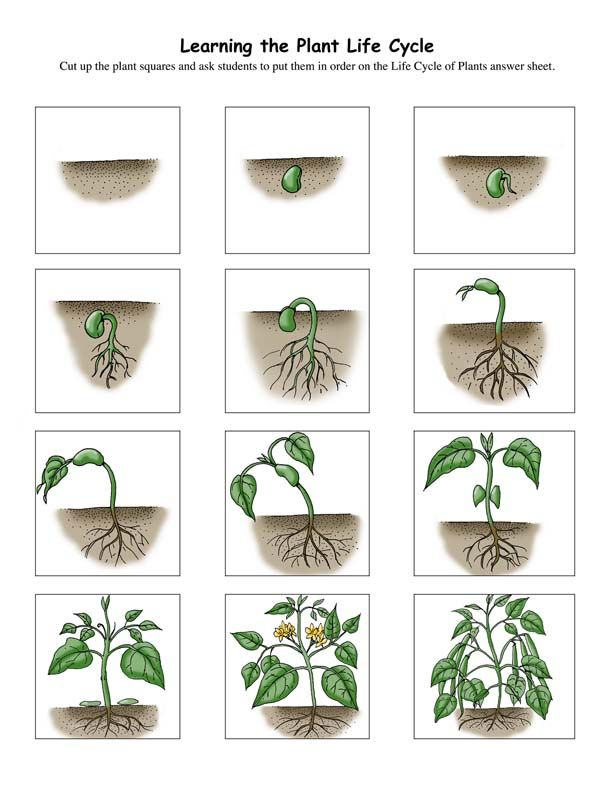 Learning the Plant Life Cycle
Cut up the plant squares and ask students to put them in order on the Life Cycle of Plants answer sheet.